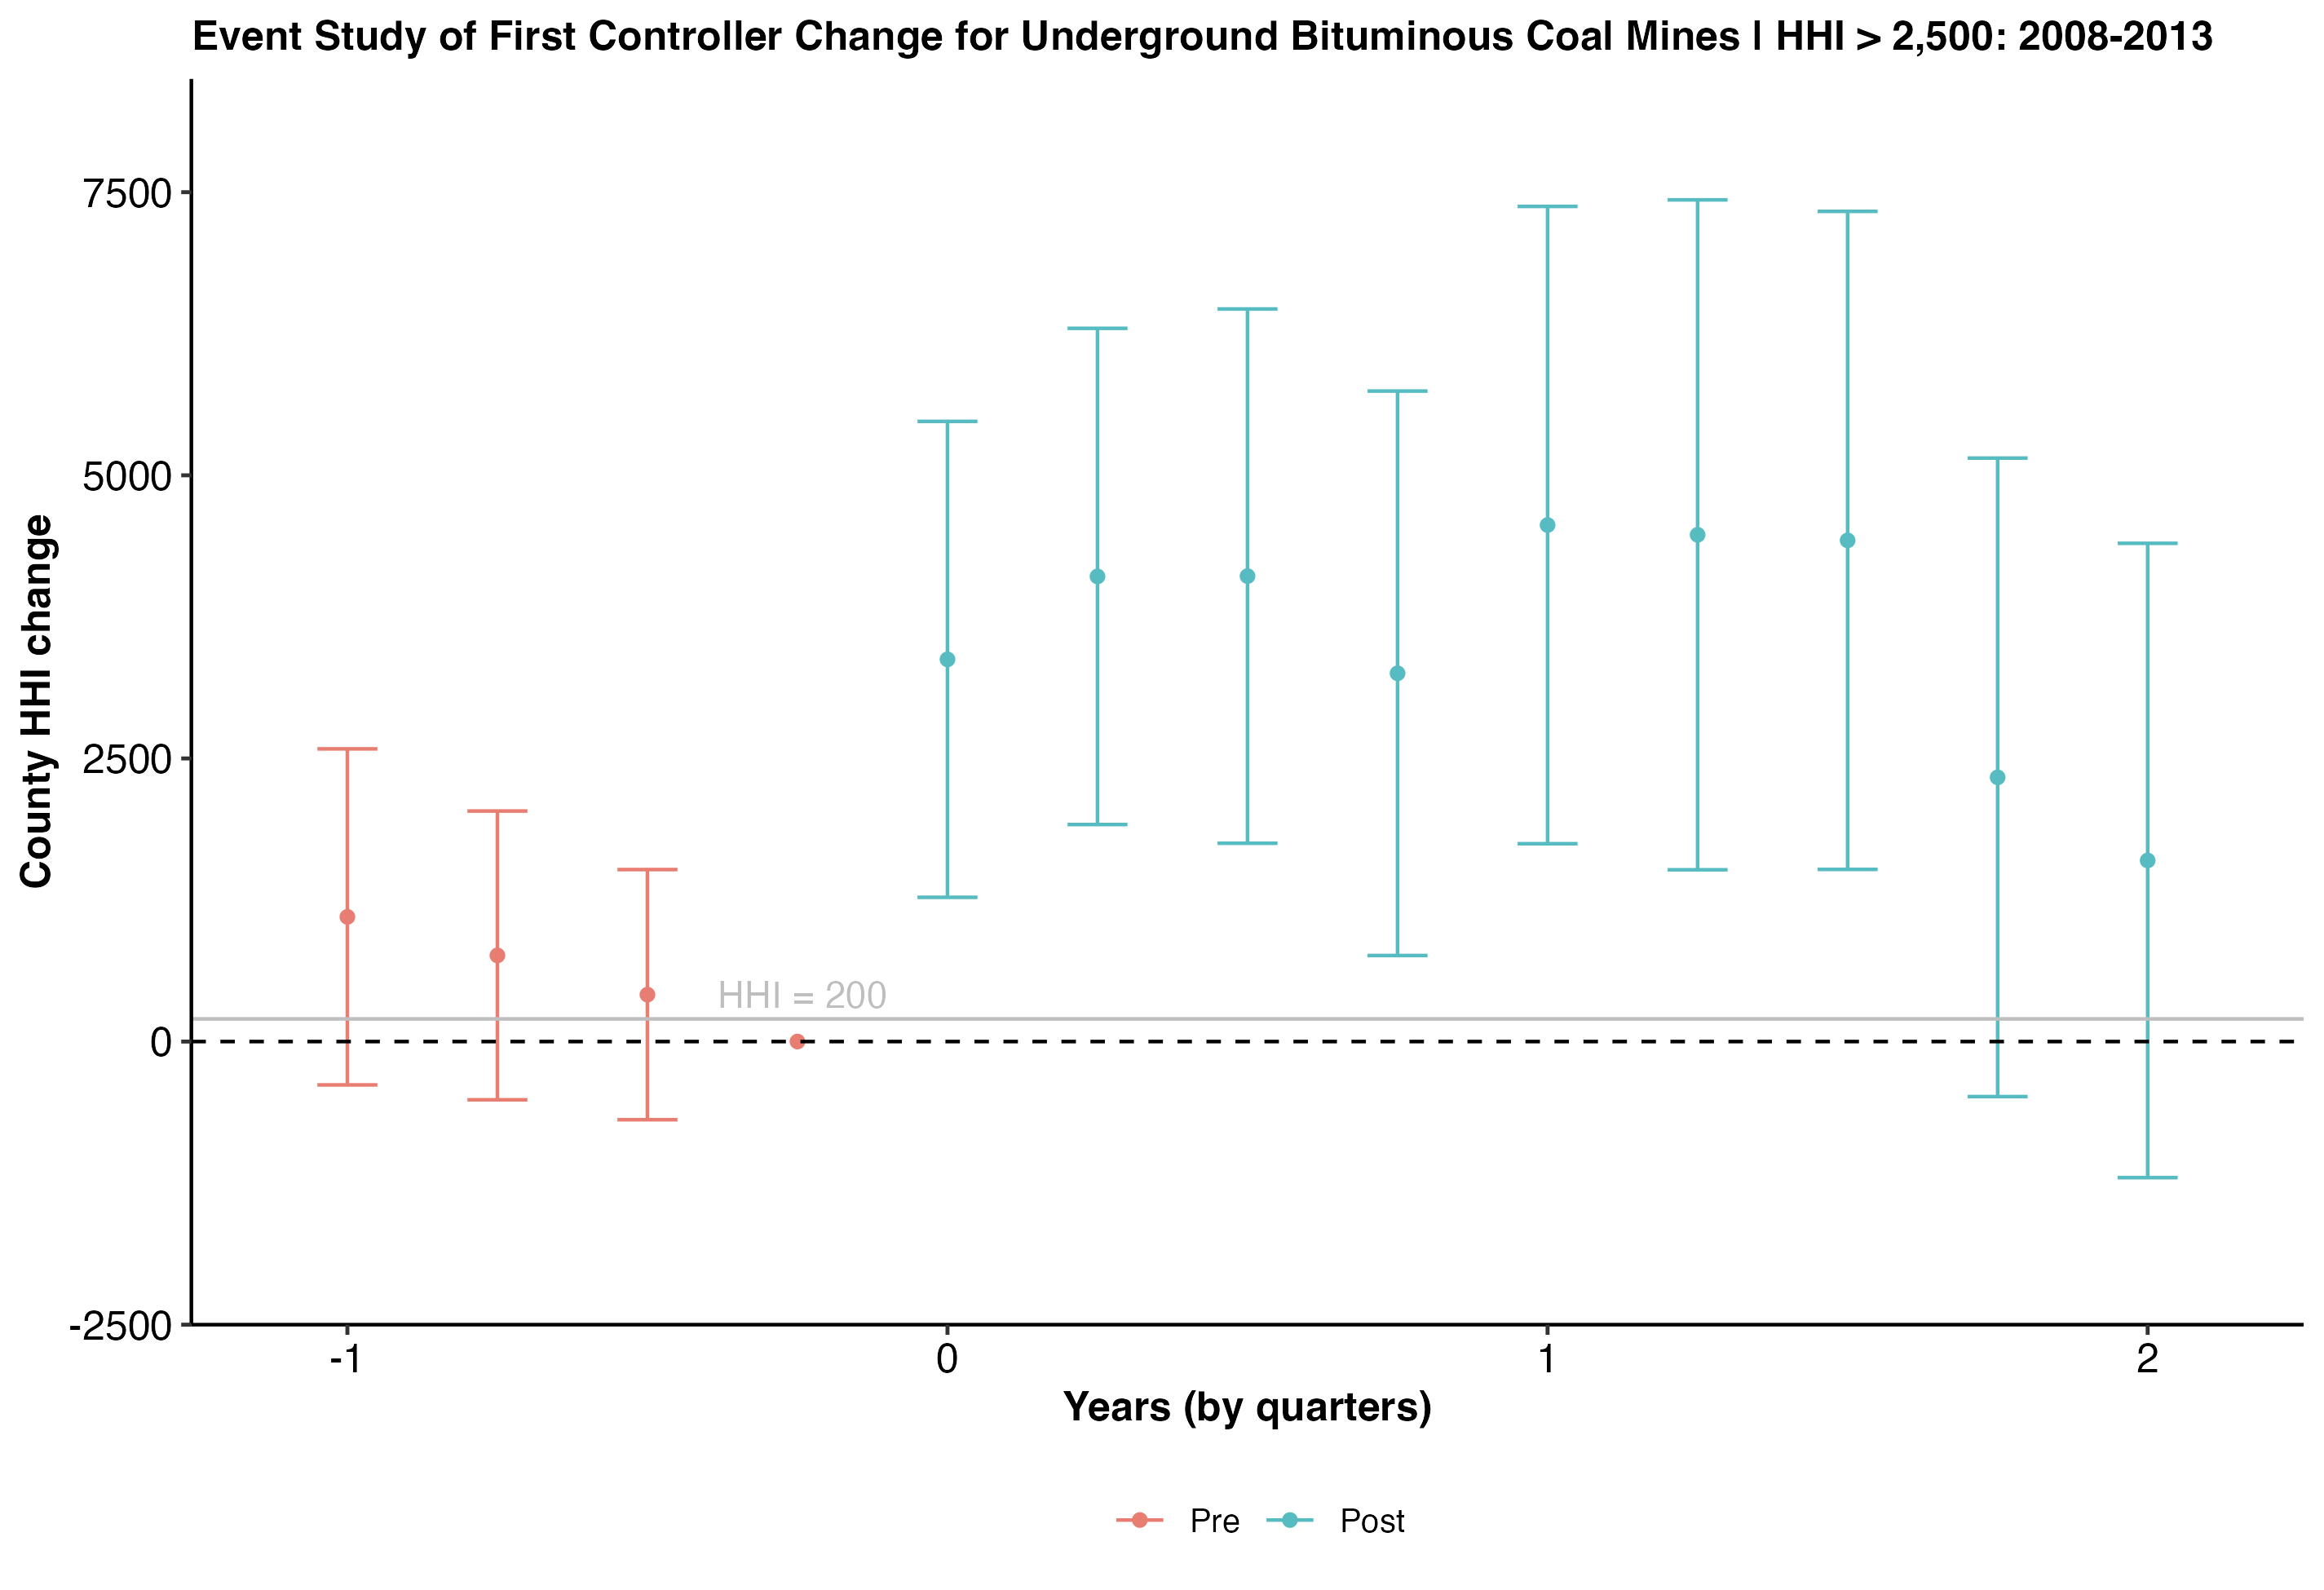 Event Study of First Controller Change for Underground Bituminous Coal Mines | HHI > 2,500: 2008-2013
County HHI change
7500
5000
2500
0
-2500
HHI = 200
-1
0
1
2
Years (by quarters)
Pre
Post